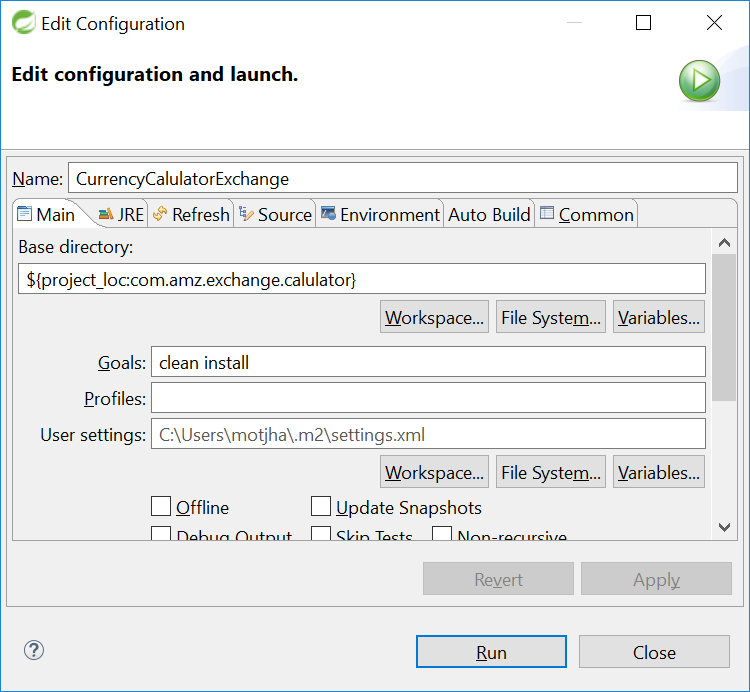 Edit Configuration
Edit configuration and launch.
Name: CurrencyCalulatorExchange
Main JRE Refresh Source Environment Auto Build Common
Base directory:
${project_loc:com.amz.exchange.calulator}
Workspace... File System... Variables...
Goals: clean install
Profiles:
User settings: C:\Users\motjha\.m2\settings.xml
Workspace... File System... Variables...
Offline Update Snapshots
Debug Output Skip Tests Non-recursive
Revert Apply
? Run Close